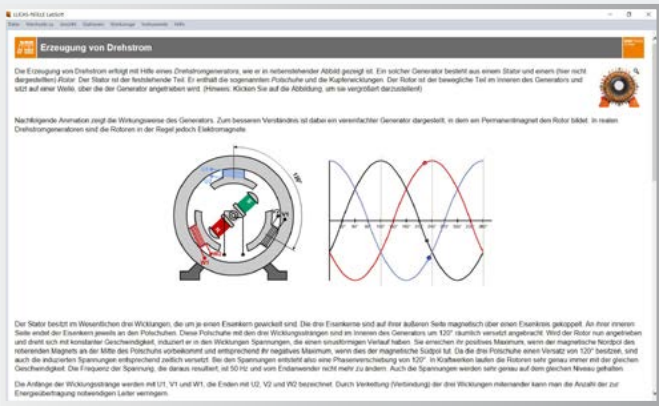 LUCAS-NÜLLE LabSoft
Datei
Ansicht
Werkzeuge
Instrumente
Hilfe
Erzeugung von Drehstrom
Die Erzeugung von Drehstrom erfolgt mit Hilfe eines Drehstromgenerators, wie er in nebenstehender Abbild gezeigt ist. Ein solcher Generator besteht aus einem Stator und einem (hier nicht
dargestellten) Rotor. Der Stator ist der feststehende Teil. Er enthält die sogenannten Polschuhe und die Kupferwicklungen. Der Rotor ist der bewegliche Teil im Inneren des Generators und
sitzt auf einer Welle, über die der Generator angetrieben wird. (Hinweis: Klicken Sie auf die Abbildung, um sie vergrößert darzustellen!)
Nachfolgende Animation zeigt die Wirkungsweise des Generators. Zum besseren Verständnis ist dabei ein vereinfachter Generator dargestellt, in dem ein Permanentmagnet den Rotor bildet. In realen
Drehstromgeneratoren sind die Rotoren in der Regel jedoch Elektromagnete.
120°
V1
W1
Der Stator besitzt im Wesentlichen drei Wicklungen, die um je einen Eisenkern gewickelt sind. Die drei Eisenkerne sind auf ihrer äußeren Seite magnetisch über einen Eisenkreis gekoppelt. An ihrer inneren
Seite endet der Eisenkern jeweils an den Polschuhen. Diese Polschuhe mit den drei Wicklungssträngen sind im Inneren des Generators um 120° räumlich versetzt angebracht. Wird der Rotor nun angetrieben
und dreht sich mit konstanter Geschwindigkeit, induziert er in den Wicklungen Spannungen, die einen sinusförmigen Verlauf haben. Sie erreichen ihr positives Maximum, wenn der magnetische Nordpol des
rotierenden Magnets an der Mitte des Polschuhs vorbeikommt und entsprechend ihr negatives Maximum, wenn dies der magnetische Südpol tut. Da die drei Polschuhe einen Versatz von 120° besitzen, sind
auch die induzierten Spannungen entsprechend zeitlich versetzt. Bei den Spannungen entsteht also eine Phasenverschiebung von 120°. In Kraftwerken laufen die Rotoren sehr genau immer mit der gleichen
Geschwindigkeit. Die Frequenz der Spannung, die daraus resultiert, ist 50 Hz und vom Endanwender nicht mehr zu ändern. Auch die Spannungen werden sehr genau auf dem gleichen Niveau gehalten.
Die Anfänge der Wicklungsstränge werden mit U1, V1 und W1, die Enden mit U2, V2 und W2 bezeichnet. Durch Verkettung (Verbindung) der drei Wicklungen miteinander kann man die Anzahl der zur
Energieübertragung notwendigen Leiter verringern.